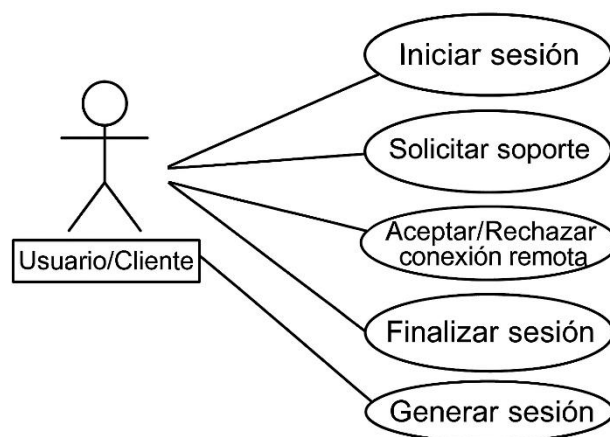 Iniciar sesión
Solicitar soporte
Aceptar/Rechazar
conexión remota
Usuario/Cliente
Finalizar sesión
Generar sesión